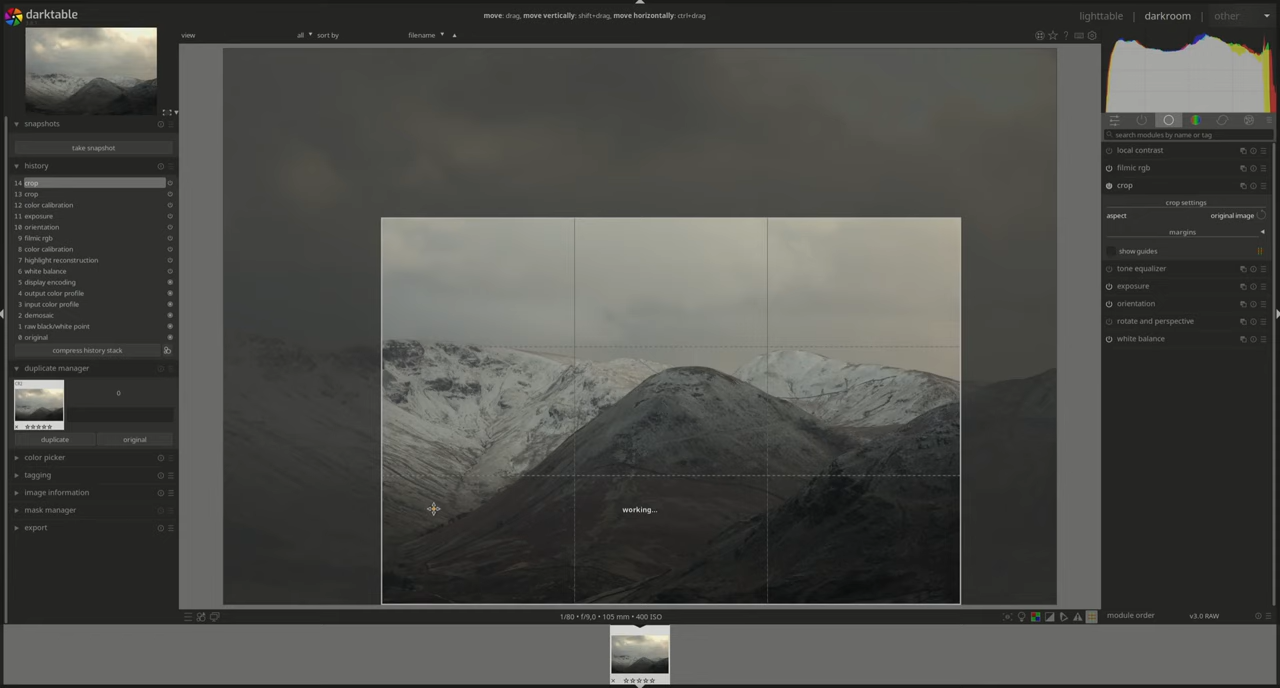 darktable
move: drag, move vertically: shift+drag, move horizontally: ctrl+drag
lighttable | darkroom | other
view all sort by filename
snapshots
take snapshot
history
14 crop
13 crop
12 color calibration
11 exposure
10 orientation
9 filmic rgb
8 color calibration
7 highlight reconstruction
6 white balance
5 display encoding
4 output color profile
3 input color profile
2 demosaic
1 raw black/white point
0 original
compress history stack
duplicate manager
CR2
0
duplicate original
color picker
tagging
image information
mask manager
export
working...
1/80 • f/9,0 • 105 mm • 400 ISO
search modules by name or tag
local contrast
filmic rgb
crop
crop settings
aspect original image
margins
show guides
tone equalizer
exposure
orientation
rotate and perspective
white balance
module order v3.0 RAW